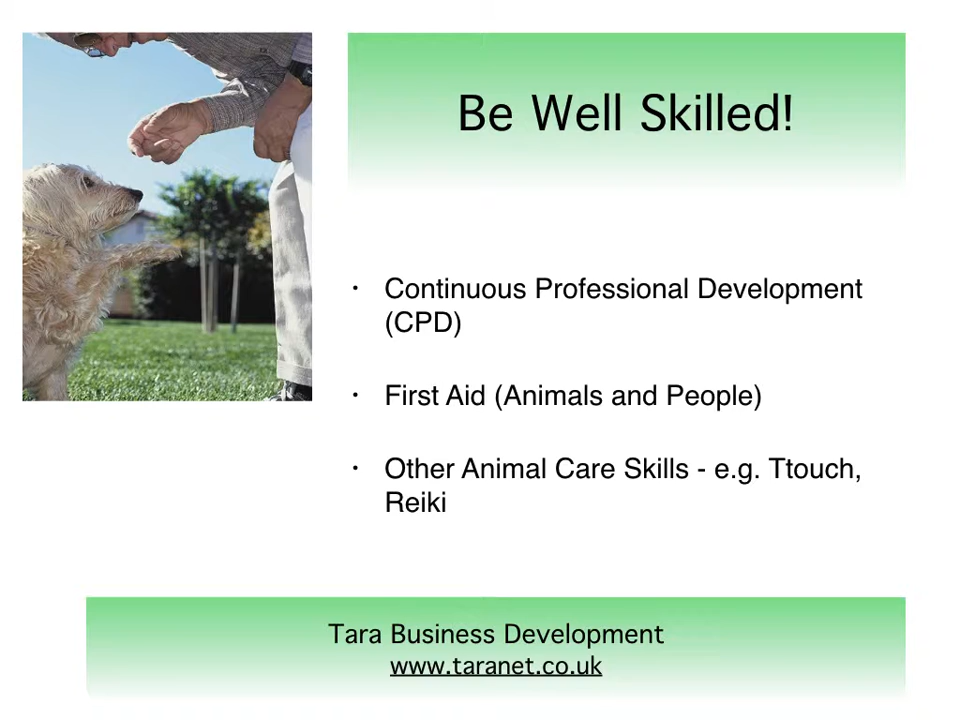 Be Well Skilled!
• Continuous Professional Development
(CPD)
• First Aid (Animals and People)
• Other Animal Care Skills - e.g. Ttouch,
Reiki
Tara Business Development
www.taranet.co.uk